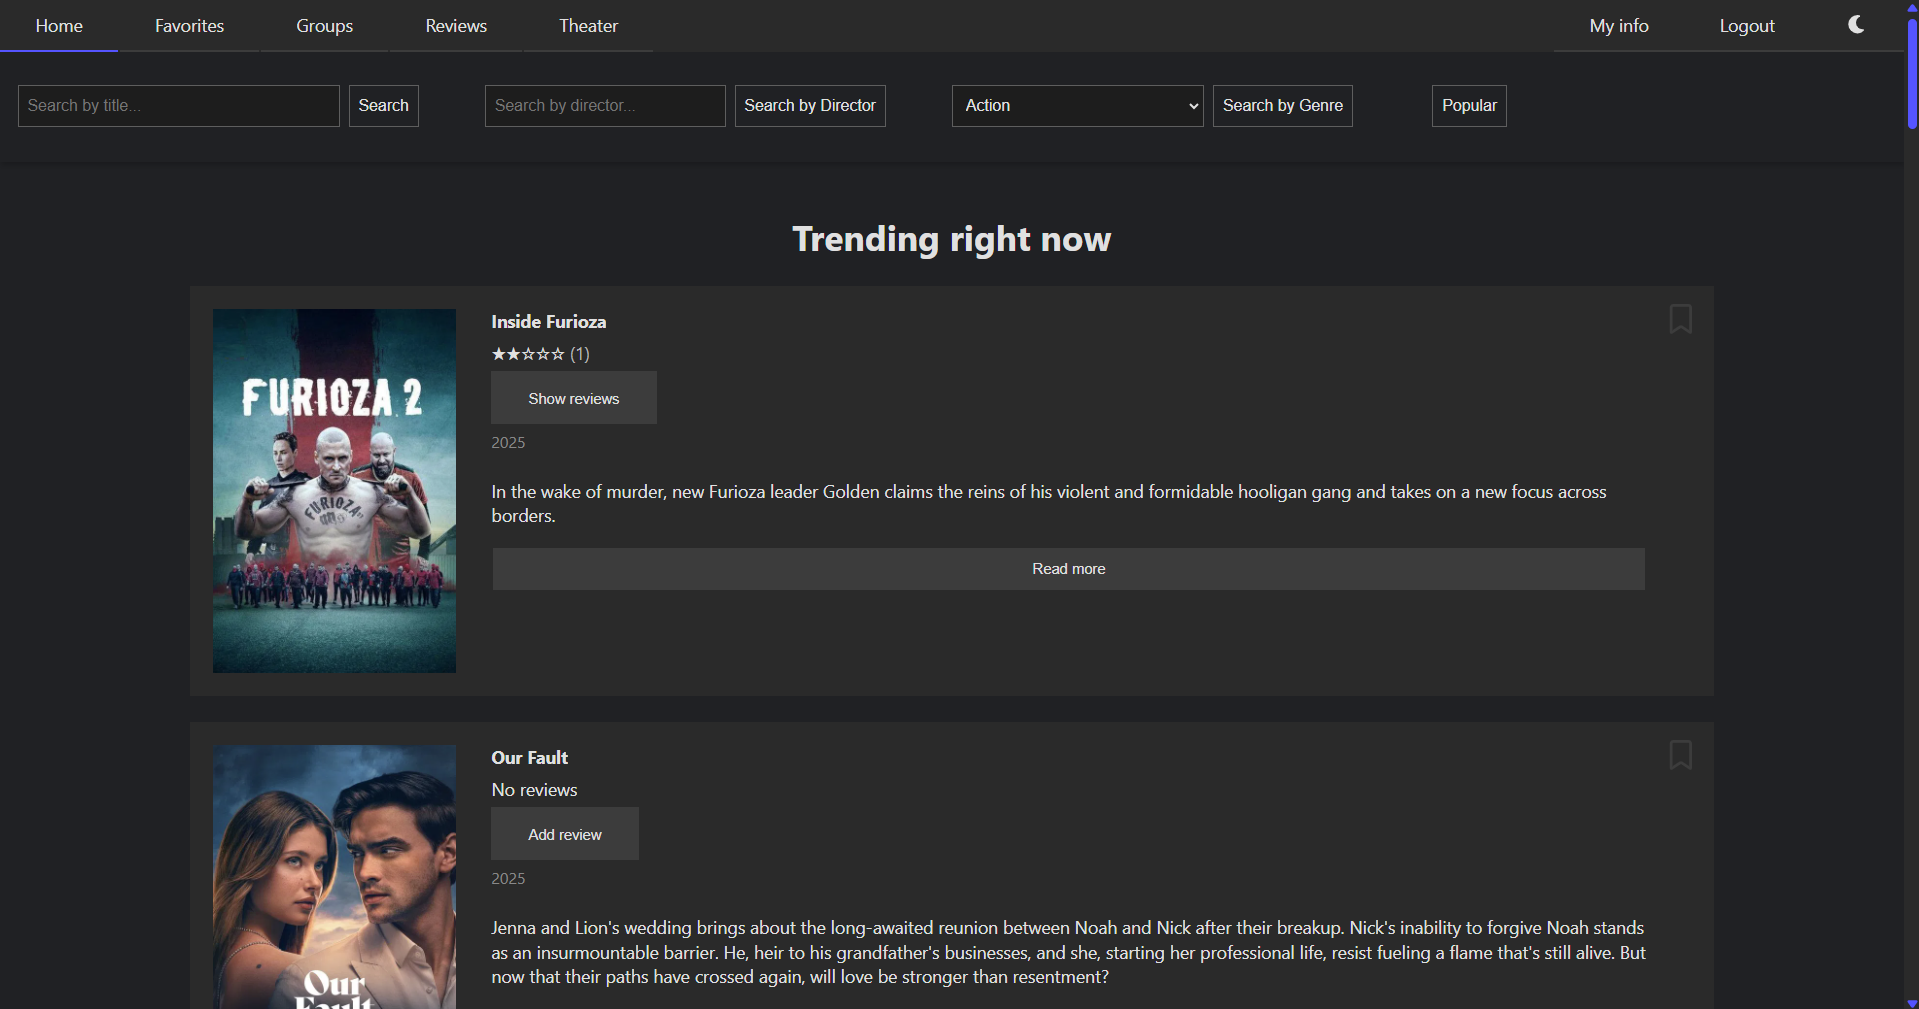 Home Favorites Groups Reviews Theater My info Logout
Search by title... Search Search by director... Search by Director Action Search by Genre Popular
Trending right now
FURIOZA 2
FURIOZA
Inside Furioza
★★☆☆☆ (1)
Show reviews
2025
In the wake of murder, new Furioza leader Golden claims the reins of his violent and formidable hooligan gang and takes on a new focus across
borders.
Read more
Our
Fault
Our Fault
No reviews
Add review
2025
Jenna and Lion's wedding brings about the long-awaited reunion between Noah and Nick after their breakup. Nick's inability to forgive Noah stands
as an insurmountable barrier. He, heir to his grandfather's businesses, and she, starting her professional life, resist fueling a flame that's still alive. But
now that their paths have crossed again, will love be stronger than resentment?